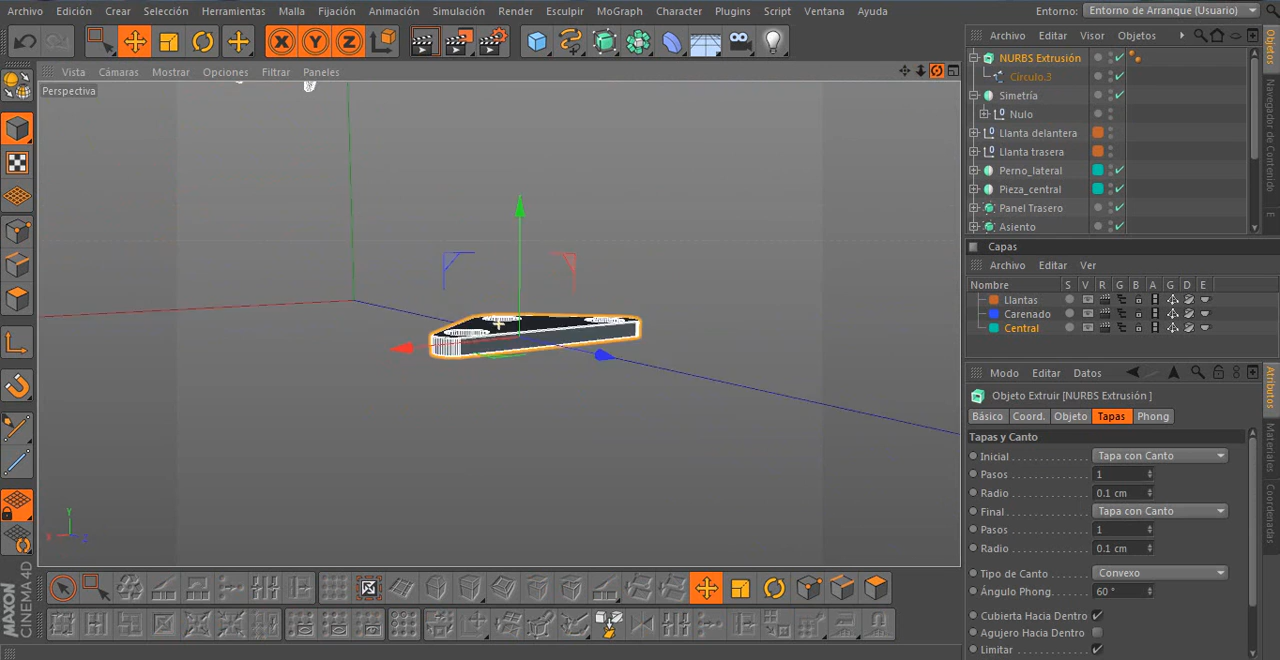 Archivo Edición Crear Selección Herramientas Malla Fijación Animación Simulación Render Esculpir MoGraph Character Plugins Script Ventana Ayuda Entorno: Entorno de Arranque (Usuario)
Vista Cámaras Mostrar Opciones Filtrar Paneles
Perspectiva
Archivo Editar Visor Objetos
NURBS Extrusión
Círculo.3
Simetría
Nulo
Llanta delantera
Llanta trasera
Perno_lateral
Pieza_central
Panel Trasero
Asiento
Capas
Archivo Editar Ver
Nombre S V R G B A G D E
Llantas
Carenado
Central
Modo Editar Datos
Objeto Extruir [NURBS Extrusión ]
Básico Coord. Objeto Tapas Phong
Tapas y Canto
Inicial Tapa con Canto
Pasos 1
Radio 0.1 cm
Final Tapa con Canto
Pasos 1
Radio 0.1 cm
Tipo de Canto Convexo
Ángulo Phong. 60 °
Cubierta Hacia Dentro
Agujero Hacia Dentro
Limitar
Objetos
Navegador de Contenido
E
Atributos
Materiales
Coordenadas
X Y Z
Y
X Z
MAXON
CINEMA 4D